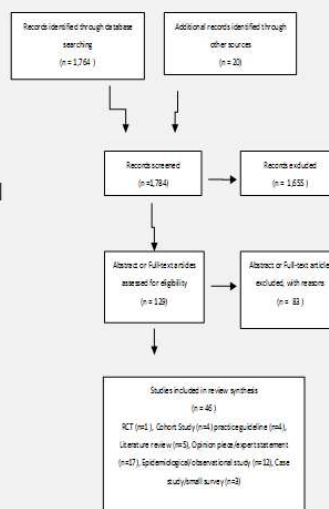 Records identified through database
searching
(n = 1,764 )
Additional records identified through
other sources
(n = 20)
Records screened
(n =1,784)
Records excluded
(n = 1,655 )
Abstract or Full-text articles
assessed for eligibility
(n = 129)
Abstract or Full-text article
excluded, with reasons
(n = 83 )
Studies included in review synthesis
(n = 46 )
RCT (n=1 ), Cohort Study (n=4) practice guideline (n=4),
Literature review (n=5), Opinion piece/expert statement
(n=17), Epidemiological/observational study (n=12), Case
study/small survey (n=3)